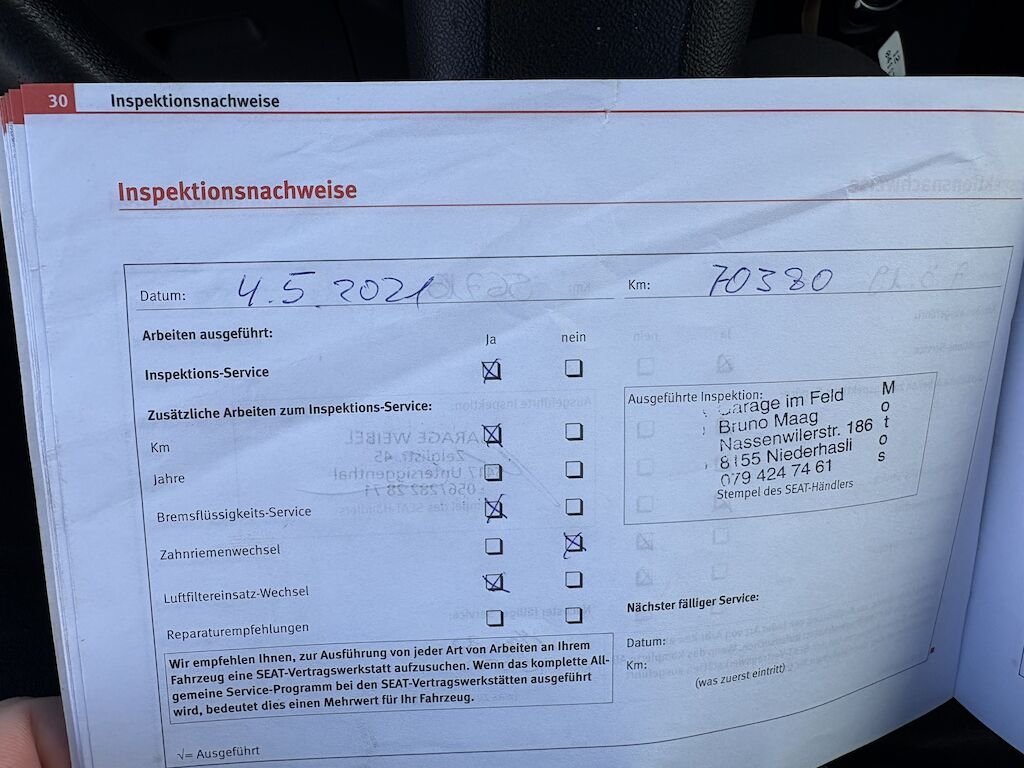 30 Inspektionsnachweise
Inspektionsnachweise
Datum: 4.5.2021 Km: 70380
Arbeiten ausgeführt: Ja nein
Inspektions-Service
Zusätzliche Arbeiten zum Inspektions-Service:
Km
Jahre
Bremsflüssigkeits-Service
Zahnriemenwechsel
Luftfiltereinsatz-Wechsel
Reparaturempfehlungen
Wir empfehlen Ihnen, zur Ausführung von jeder Art von Arbeiten an Ihrem
Fahrzeug eine SEAT-Vertragswerkstatt aufzusuchen. Wenn das komplette All-
gemeine Service-Programm bei den SEAT-Vertragswerkstätten ausgeführt
wird, bedeutet dies einen Mehrwert für Ihr Fahrzeug.
√= Ausgeführt
Ausgeführte Inspektion:
Garage im Feld
Bruno Maag
Nassenwilerstr. 186
8155 Niederhasli
079 424 74 61
Motos
Stempel des SEAT-Händlers
Nächster fälliger Service:
Datum:
Km:
(was zuerst eintritt)